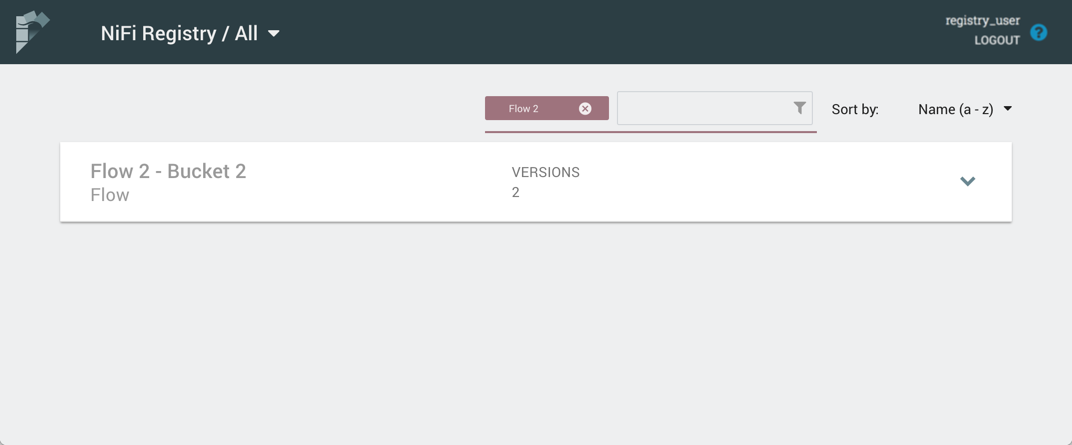 NiFi Registry / All
registry_user
LOGOUT
?
Flow 2
Sort by:
Name (a - z)
Flow 2 - Bucket 2
Flow
VERSIONS
2